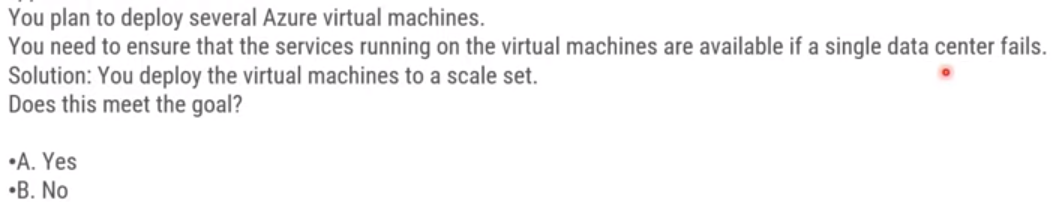 You plan to deploy several Azure virtual machines.
You need to ensure that the services running on the virtual machines are available if a single data center fails.
Solution: You deploy the virtual machines to a scale set.
Does this meet the goal?
•A. Yes
•B. No